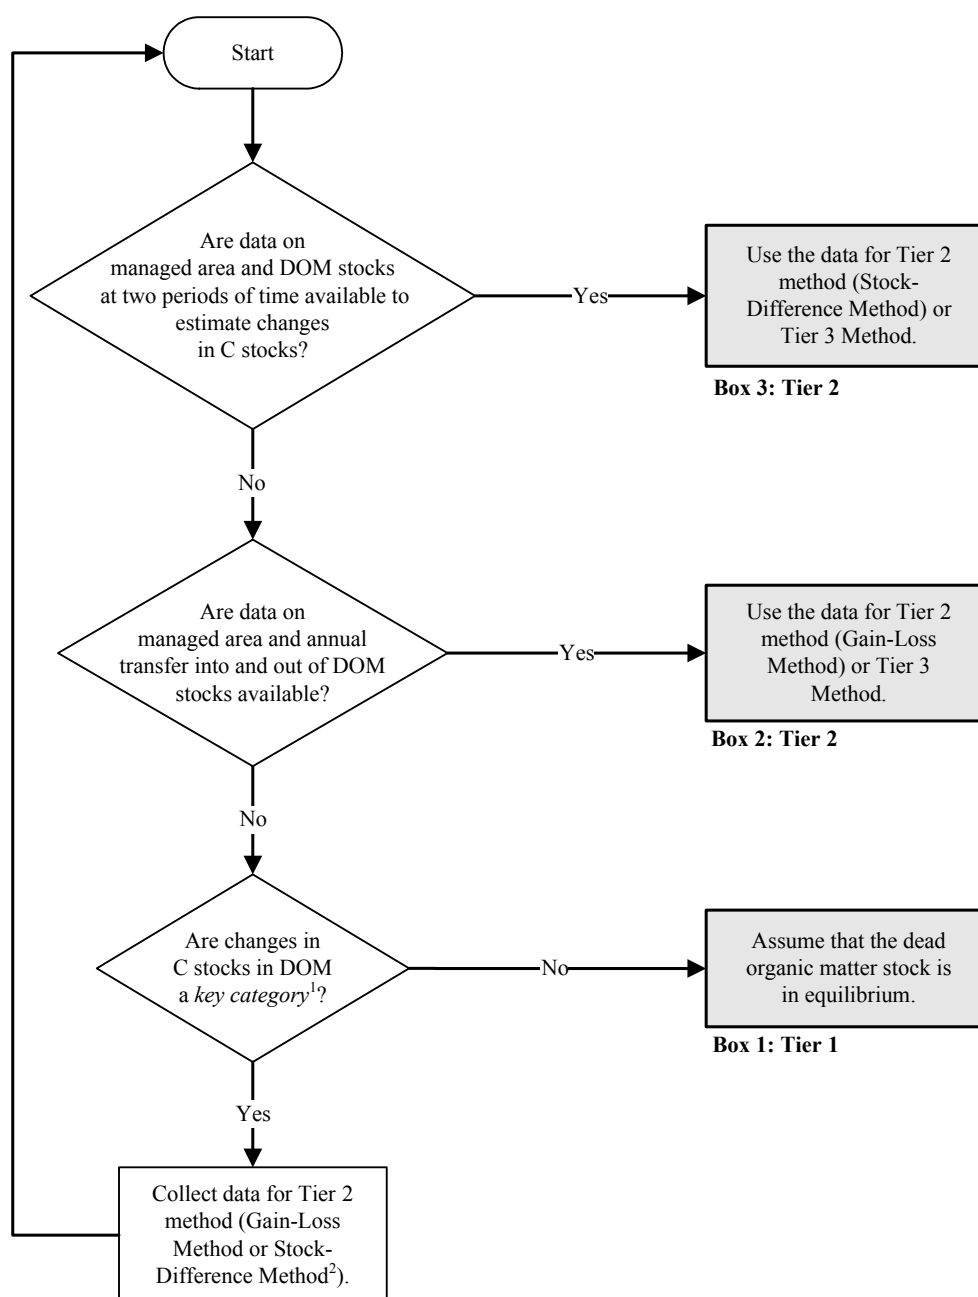 Start
Are data on
managed area and DOM stocks
at two periods of time available to
estimate changes
in C stocks?
Yes
Use the data for Tier 2
method (Stock-
Difference Method) or
Tier 3 Method.
Box 3: Tier 2
No
Are data on
managed area and annual
transfer into and out of DOM
stocks available?
Yes
Use the data for Tier 2
method (Gain-Loss
Method) or Tier 3
Method.
Box 2: Tier 2
No
Are changes in
C stocks in DOM
a key category¹?
No
Assume that the dead
organic matter stock is
in equilibrium.
Box 1: Tier 1
Yes
Collect data for Tier 2
method (Gain-Loss
Method or Stock-
Difference Method²).